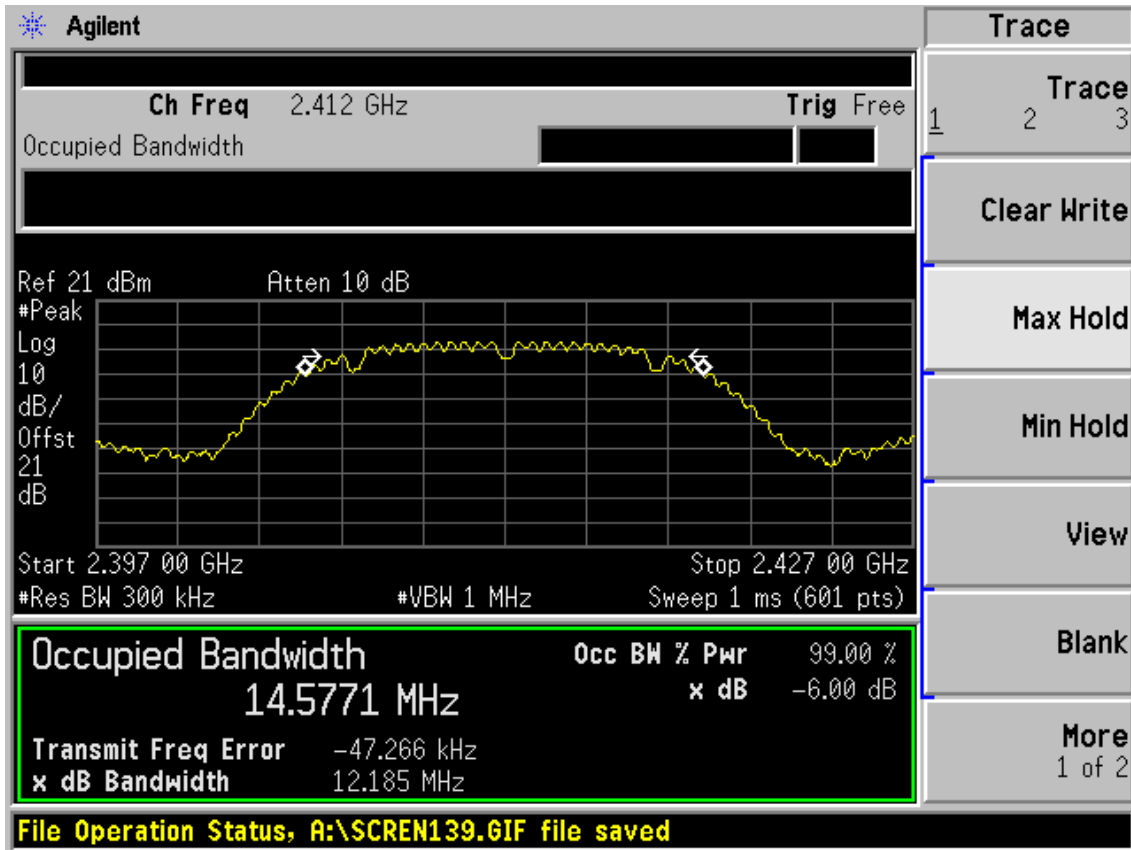 Agilent
Trace
Ch Freq 2.412 GHz
Trig Free
Occupied Bandwidth
Trace
1 2 3
Clear Write
Max Hold
Min Hold
View
Blank
More
1 of 2
Ref 21 dBm
Atten 10 dB
#Peak
Log
10
dB/
Offst
21
dB
Start 2.397 00 GHz
Stop 2.427 00 GHz
#Res BW 300 kHz
#VBW 1 MHz
Sweep 1 ms (601 pts)
Occupied Bandwidth
14.5771 MHz
Occ BW % Pwr 99.00 %
x dB -6.00 dB
Transmit Freq Error -47.266 kHz
x dB Bandwidth 12.185 MHz
File Operation Status, A:\SCREN139.GIF file saved